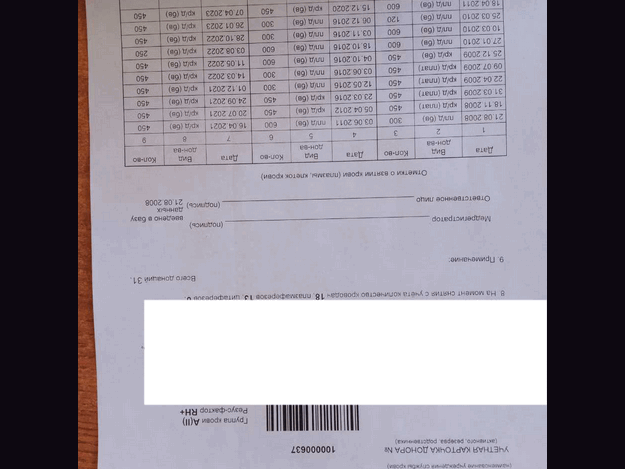 (наименование учреждения службы крови)
УЧЕТНАЯ КАРТОЧКА ДОНОРА № 100000637
(активного, резерва, родственника)
Группа крови A(II)
Резус-фактор RH+
8. На момент снятия с учета количество кроводач 18, плазмаферезов 13, цитаферезов 0.
Всего донаций 31.
9. Примечание:
Медрегистратор (подпись) введено в базу
данных
Ответственное лицо (подпись) 21.08.2008
Отметки о взятии крови (плазмы, клеток крови)
Дата Вид дон-ва Кол-во Дата Вид дон-ва Кол-во Дата Вид дон-ва Кол-во
1 2 3 4 5 6 7 8 9
21.08.2008 пл/д (бв) 300 03.06.2011 пл/д (бв) 600 16.04.2021 кр/д (бв) 450
18.11.2008 кр/д (плат) 450 05.04.2012 кр/д (бв) 450 20.07.2021 кр/д (бв) 450
31.03.2009 кр/д (плат) 450 23.03.2016 кр/д (бв) 450 24.09.2021 кр/д (бв) 450
22.04.2009 кр/д (плат) 450 12.05.2016 пл/д (бв) 300 01.12.2021 кр/д (бв) 450
09.07.2009 кр/д (плат) 450 03.06.2016 пл/д (бв) 300 14.03.2022 кр/д (бв) 450
25.12.2009 кр/д (плат) 450 04.10.2016 пл/д (бв) 600 11.05.2022 кр/д (бв) 450
27.01.2010 пл/д (бв) 600 18.10.2016 пл/д (бв) 600 03.08.2022 кр/д (бв) 250
10.03.2010 пл/д (бв) 600 03.11.2016 пл/д (бв) 600 28.10.2022 кр/д (бв) 450
25.03.2010 пл/д (бв) 120 06.12.2016 пл/д (бв) 600 26.01.2023 кр/д (бв) 450
18.04.2011 пл/д (бв) 600 15.12.2020 кр/д (бв) 450 07.04.2023 кр/д (бв) 450